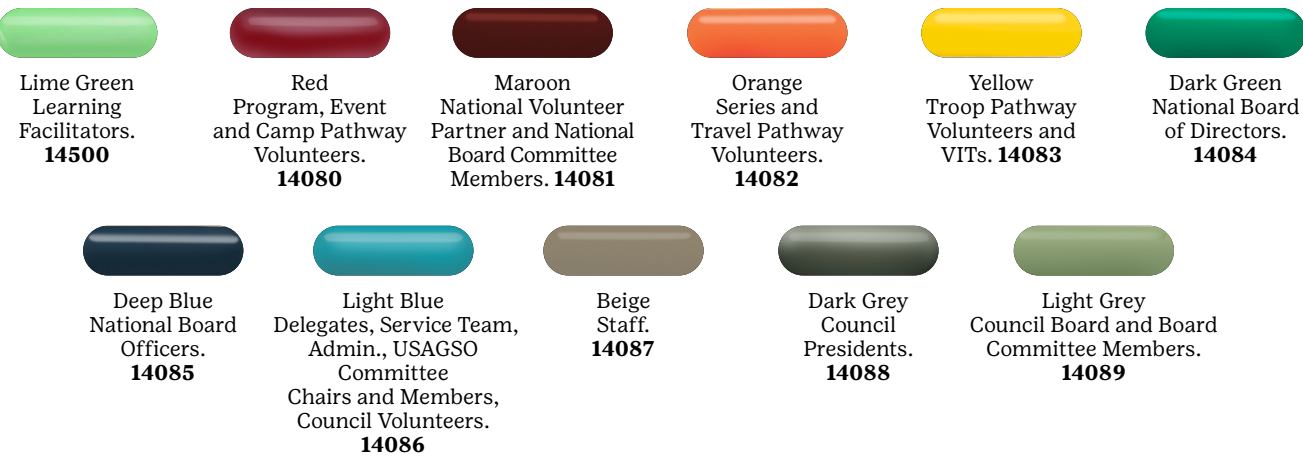 Lime Green
Learning
Facilitators.
14500
Red
Program, Event
and Camp Pathway
Volunteers.
14080
Maroon
National Volunteer
Partner and National
Board Committee
Members. 14081
Orange
Series and
Travel Pathway
Volunteers.
14082
Yellow
Troop Pathway
Volunteers and
VITs. 14083
Dark Green
National Board
of Directors.
14084
Deep Blue
National Board
Officers.
14085
Light Blue
Delegates, Service Team,
Admin., USAGSO
Committee
Chairs and Members,
Council Volunteers.
14086
Beige
Staff.
14087
Dark Grey
Council
Presidents.
14088
Light Grey
Council Board and Board
Committee Members.
14089